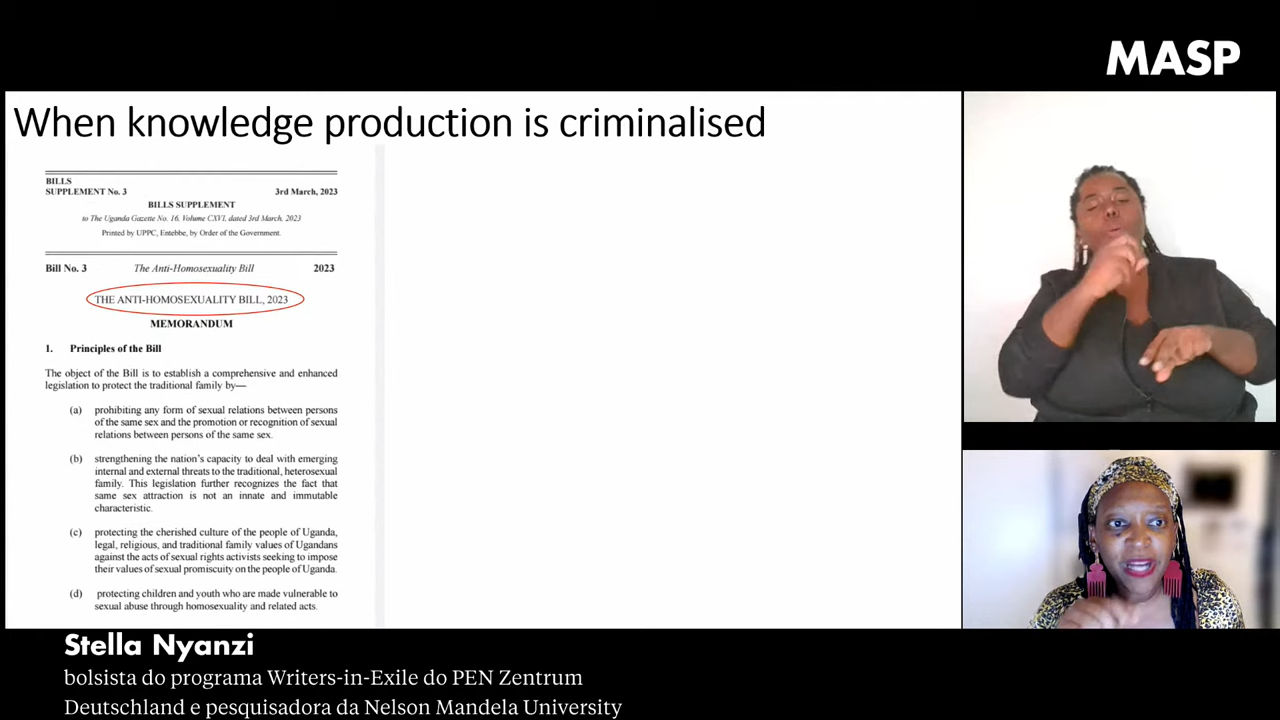 MASP
When knowledge production is criminalised
BILLS
SUPPLEMENT No. 3 3rd March, 2023
BILLS SUPPLEMENT
to The Uganda Gazette No. 16, Volume CXVI, dated 3rd March, 2023
Printed by UPPC, Entebbe, by Order of the Government.
Bill No. 3 The Anti-Homosexuality Bill 2023
THE ANTI-HOMOSEXUALITY BILL, 2023
MEMORANDUM
1. Principles of the Bill
The object of the Bill is to establish a comprehensive and enhanced
legislation to protect the traditional family by—
(a) prohibiting any form of sexual relations between persons
of the same sex and the promotion or recognition of sexual
relations between persons of the same sex.
(b) strengthening the nation's capacity to deal with emerging
internal and external threats to the traditional, heterosexual
family. This legislation further recognizes the fact that
same sex attraction is not an innate and immutable
characteristic.
(c) protecting the cherished culture of the people of Uganda,
legal, religious, and traditional family values of Ugandans
against the acts of sexual rights activists seeking to impose
their values of sexual promiscuity on the people of Uganda.
(d) protecting children and youth who are made vulnerable to
sexual abuse through homosexuality and related acts.
Stella Nyanzi
bolsista do programa Writers-in-Exile do PEN Zentrum
Deutschland e pesquisadora da Nelson Mandela University